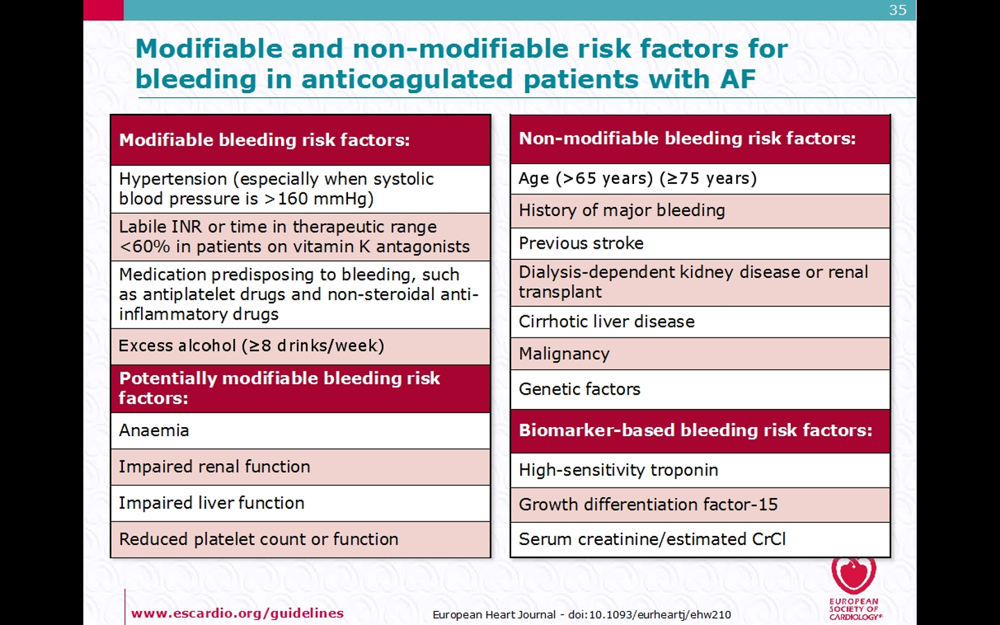 35
Modifiable and non-modifiable risk factors for
bleeding in anticoagulated patients with AF
Modifiable bleeding risk factors:
Hypertension (especially when systolic
blood pressure is >160 mmHg)
Labile INR or time in therapeutic range
<60% in patients on vitamin K antagonists
Medication predisposing to bleeding, such
as antiplatelet drugs and non-steroidal anti-
inflammatory drugs
Excess alcohol (≥8 drinks/week)
Potentially modifiable bleeding risk
factors:
Anaemia
Impaired renal function
Impaired liver function
Reduced platelet count or function
Non-modifiable bleeding risk factors:
Age (>65 years) (≥75 years)
History of major bleeding
Previous stroke
Dialysis-dependent kidney disease or renal
transplant
Cirrhotic liver disease
Malignancy
Genetic factors
Biomarker-based bleeding risk factors:
High-sensitivity troponin
Growth differentiation factor-15
Serum creatinine/estimated CrCl
www.escardio.org/guidelines
European Heart Journal - doi:10.1093/eurheartj/ehw210
EUROPEAN
SOCIETY OF
CARDIOLOGY®